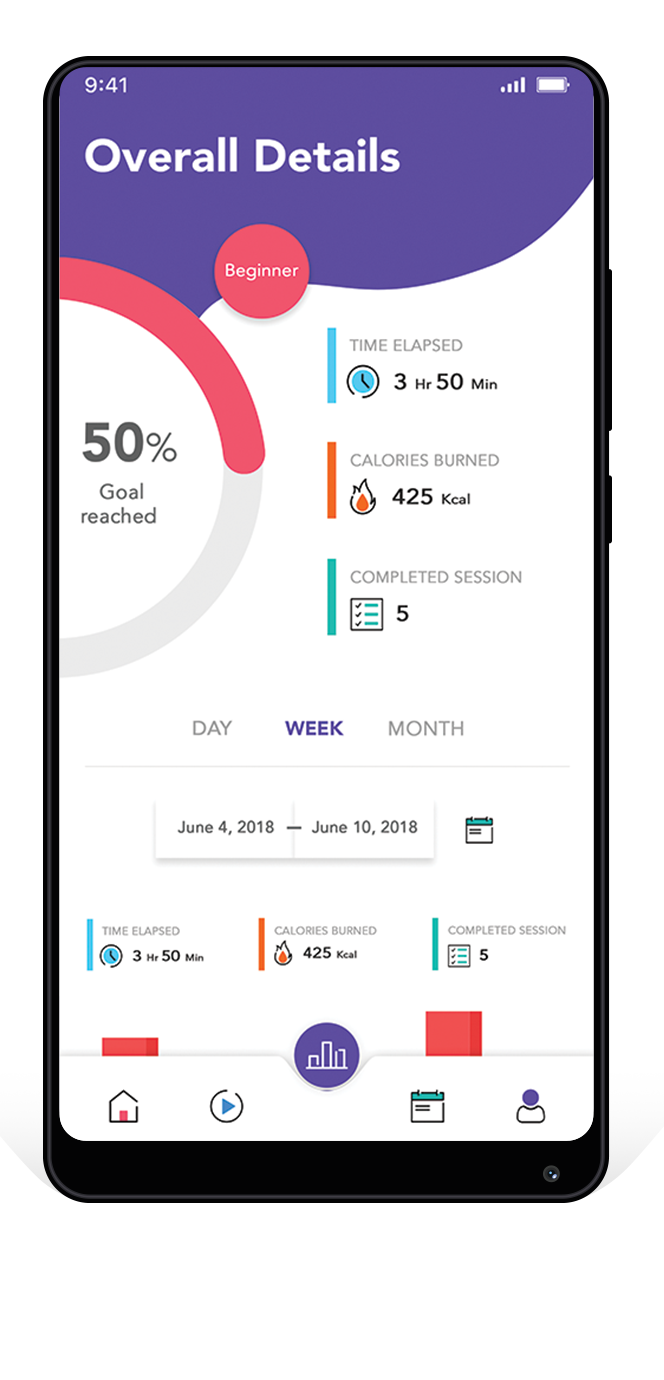 9:41
Overall Details
Beginner
TIME ELAPSED
3 Hr 50 Min
50%
Goal
reached
CALORIES BURNED
425 Kcal
COMPLETED SESSION
5
DAY WEEK MONTH
June 4, 2018 — June 10, 2018
TIME ELAPSED CALORIES BURNED COMPLETED SESSION
3 Hr 50 Min 425 Kcal 5